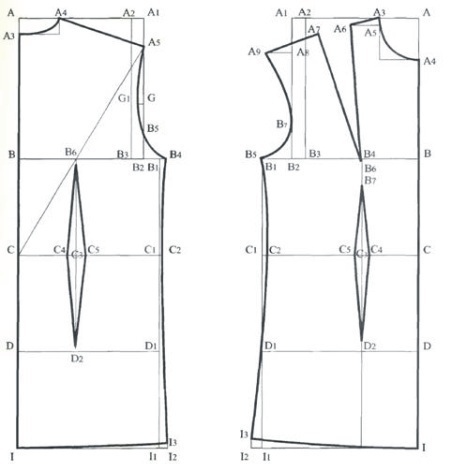 A A4 A2 A1 A1 A2 A3 A
A3 A5 A9 A8 A7 A6 A5 A4
G1 G
B5 B7
B B6 B3 B2 B1 B4 B5 B1 B2 B3 B4 B
B6
B7
C C4 C3 C5 C1 C2 C1 C2 C5 C3 C4 C
D D2 D1 D1 D2 D
I I1 I3 I2 I3 I2 I1 I